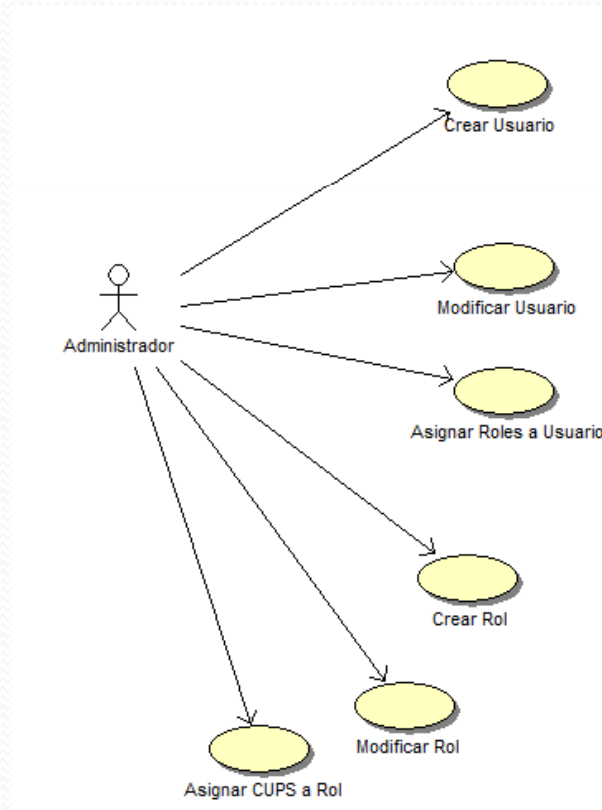 Crear Usuario
Modificar Usuario
Administrador
Asignar Roles a Usuario
Crear Rol
Modificar Rol
Asignar CUPS a Rol